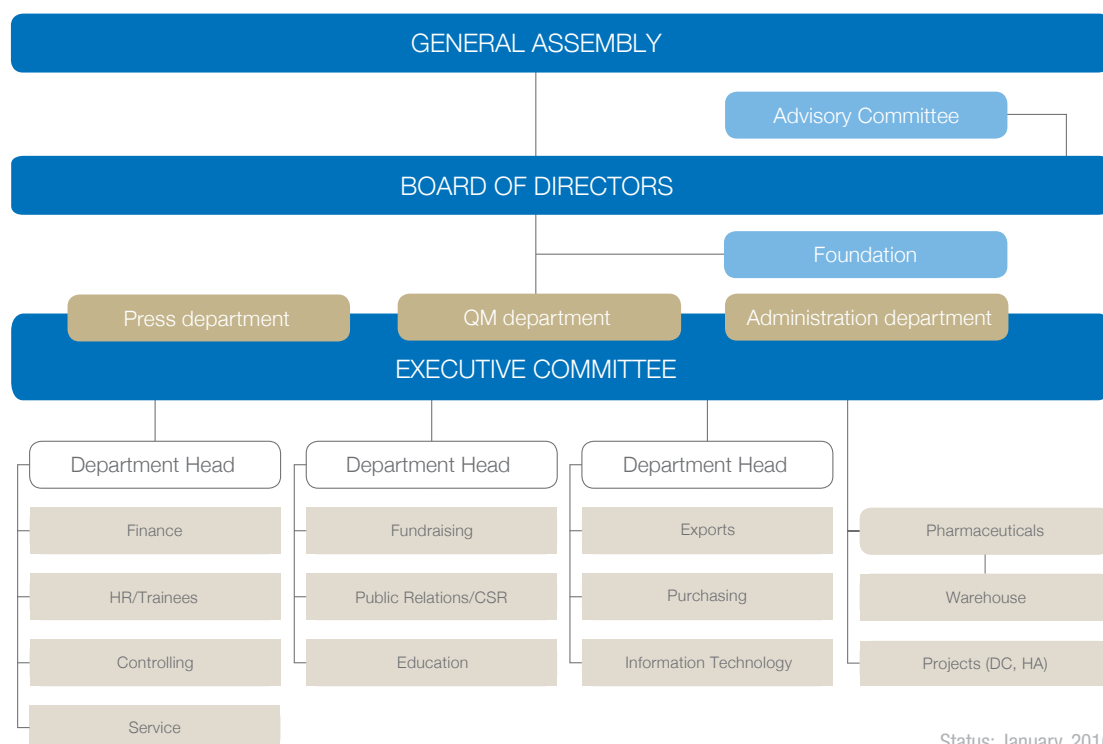 GENERAL ASSEMBLY
Advisory Committee
BOARD OF DIRECTORS
Foundation
Press department
QM department
Administration department
EXECUTIVE COMMITTEE
Department Head
Department Head
Department Head
Finance
Fundraising
Exports
Pharmaceuticals
HR/Trainees
Public Relations/CSR
Purchasing
Warehouse
Controlling
Education
Information Technology
Projects (DC, HA)
Service
Status: January